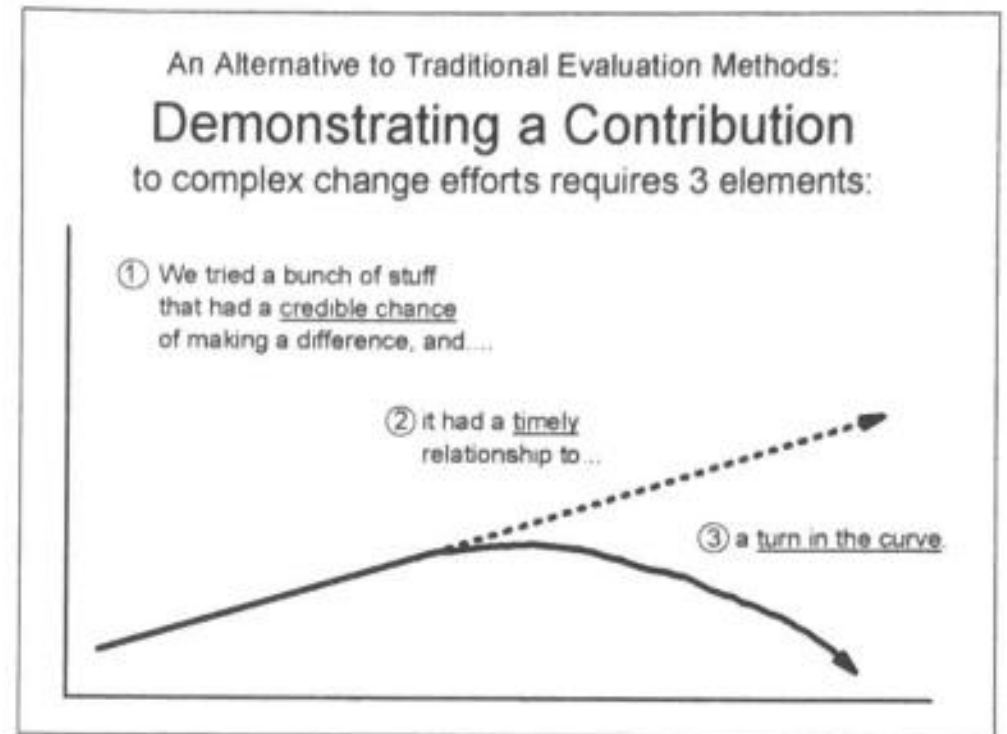 An Alternative to Traditional Evaluation Methods:
Demonstrating a Contribution
to complex change efforts requires 3 elements:
① We tried a bunch of stuff
that had a credible chance
of making a difference, and....
② it had a timely
relationship to...
③ a turn in the curve.